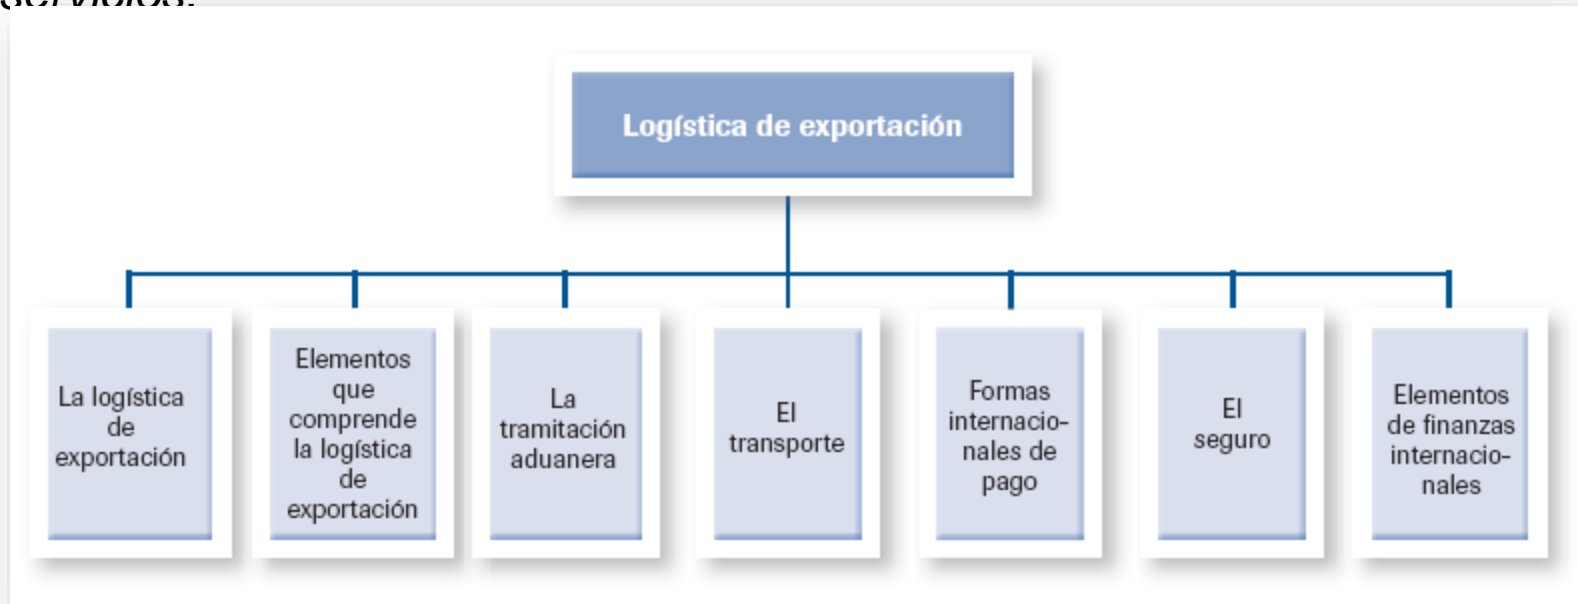 servicios.
Logística de exportación
La logística
de
exportación
Elementos
que
comprende
la logística
de
exportación
La
tramitación
aduanera
El
transporte
Formas
internacio-
nales de
pago
El
seguro
Elementos
de finanzas
internacio-
nales